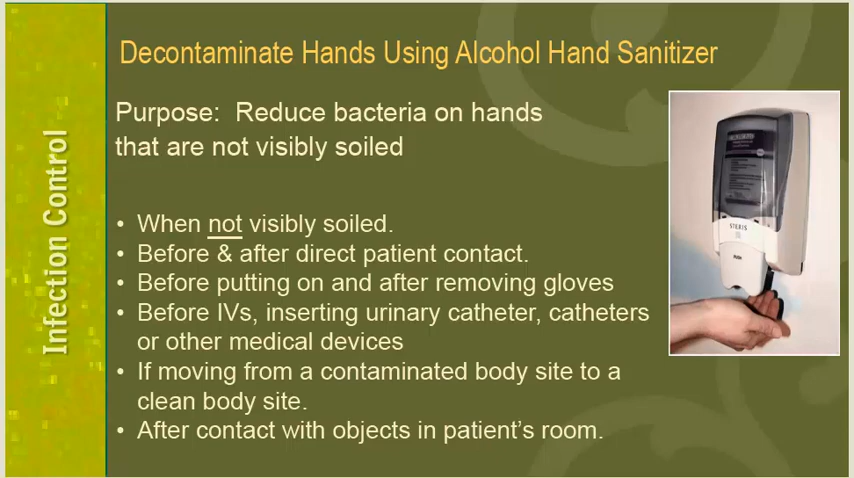 Decontaminate Hands Using Alcohol Hand Sanitizer
Purpose: Reduce bacteria on hands
that are not visibly soiled
• When not visibly soiled.
• Before & after direct patient contact.
• Before putting on and after removing gloves
• Before IVs, inserting urinary catheter, catheters
or other medical devices
• If moving from a contaminated body site to a
clean body site.
• After contact with objects in patient's room.
Infection Control
STERIS